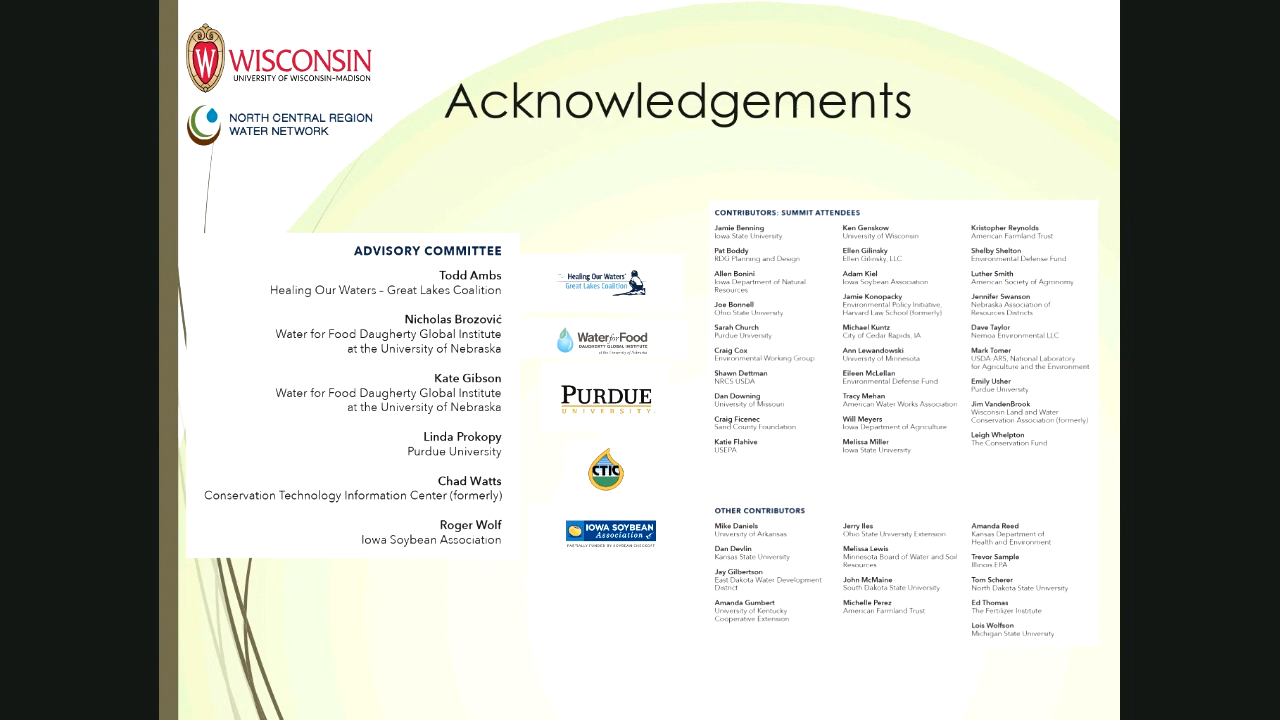 WISCONSIN
UNIVERSITY OF WISCONSIN–MADISON
NORTH CENTRAL REGION
WATER NETWORK
Acknowledgements
ADVISORY COMMITTEE
Todd Ambs
Healing Our Waters – Great Lakes Coalition
Nicholas Brozović
Water for Food Daugherty Global Institute
at the University of Nebraska
Kate Gibson
Water for Food Daugherty Global Institute
at the University of Nebraska
Linda Prokopy
Purdue University
Chad Watts
Conservation Technology Information Center (formerly)
Roger Wolf
Iowa Soybean Association
Healing Our Waters'
Great Lakes Coalition
Water for Food
DAUGHERTY GLOBAL INSTITUTE
at the University of Nebraska
PURDUE
UNIVERSITY
CTIC
IOWA SOYBEAN
Association
PARTIALLY FUNDED BY SOYBEAN CHECKOFF
CONTRIBUTORS: SUMMIT ATTENDEES
Jamie Benning
Iowa State University
Pat Boddy
RDG Planning and Design
Allen Bonini
Iowa Department of Natural
Resources
Joe Bonnell
Ohio State University
Sarah Church
Purdue University
Craig Cox
Environmental Working Group
Shawn Dettman
NRCS USDA
Dan Downing
University of Missouri
Craig Ficenec
Sand County Foundation
Katie Flahive
USEPA
Ken Genskow
University of Wisconsin
Ellen Gilinsky
Ellen Gilinsky, LLC
Adam Kiel
Iowa Soybean Association
Jamie Konopacky
Environmental Policy Initiative,
Harvard Law School (formerly)
Michael Kuntz
City of Cedar Rapids, IA
Ann Lewandowski
University of Minnesota
Eileen McLellan
Environmental Defense Fund
Tracy Mehan
American Water Works Association
Will Meyers
Iowa Department of Agriculture
Melissa Miller
Iowa State University
Kristopher Reynolds
American Farmland Trust
Shelby Shelton
Environmental Defense Fund
Luther Smith
American Society of Agronomy
Jennifer Swanson
Nebraska Association of
Resources Districts
Dave Taylor
Nemoa Environmental LLC
Mark Tomer
USDA-ARS, National Laboratory
for Agriculture and the Environment
Emily Usher
Purdue University
Jim VandenBrook
Wisconsin Land and Water
Conservation Association (formerly)
Leigh Whelpton
The Conservation Fund
OTHER CONTRIBUTORS
Mike Daniels
University of Arkansas
Dan Devlin
Kansas State University
Jay Gilbertson
East Dakota Water Development
District
Amanda Gumbert
University of Kentucky
Cooperative Extension
Jerry Iles
Ohio State University Extension
Melissa Lewis
Minnesota Board of Water and Soil
Resources
John McMaine
South Dakota State University
Michelle Perez
American Farmland Trust
Amanda Reed
Kansas Department of
Health and Environment
Trevor Sample
Illinois EPA
Tom Scherer
North Dakota State University
Ed Thomas
The Fertilizer Institute
Lois Wolfson
Michigan State University